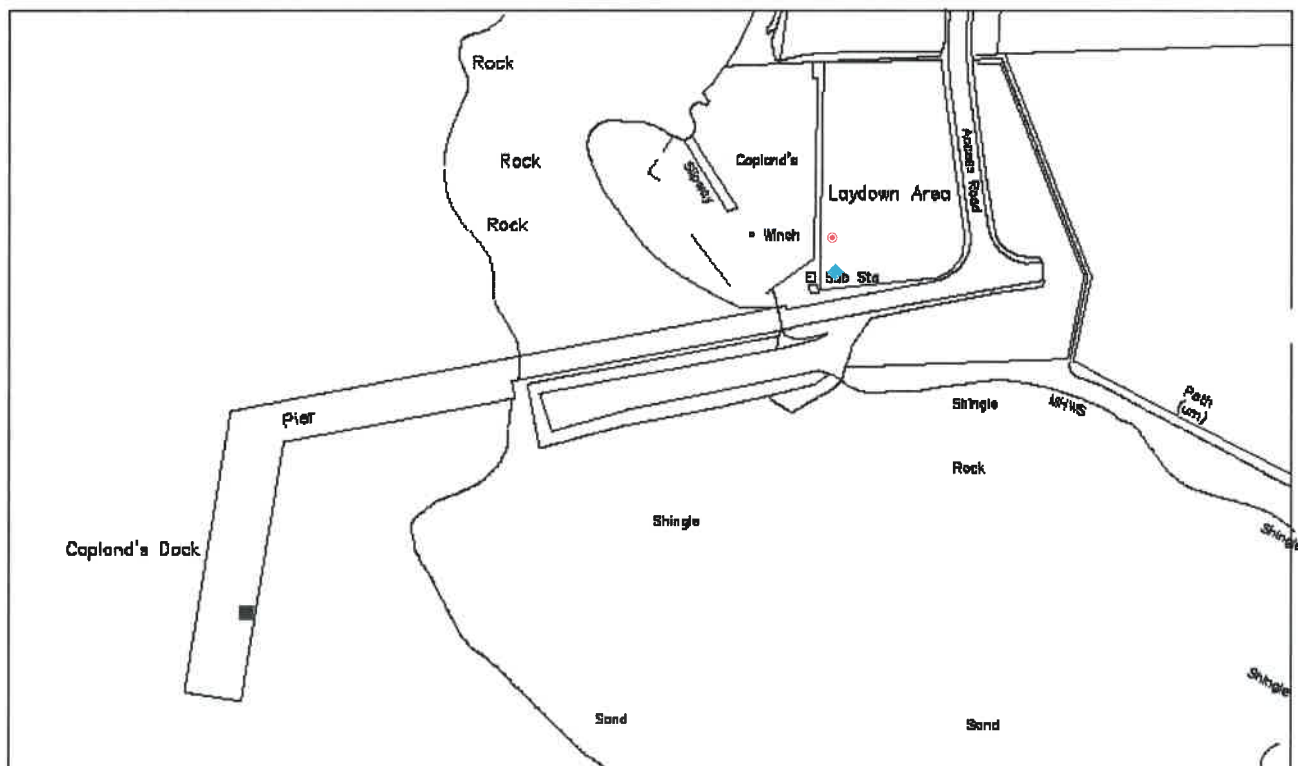 Rock
Rock
Copland's
Slipway
Access Road
Laydown Area
Rock
Winch
Sub Sta
Pier
Shingle
MHWS
Path
(um)
Rock
Shingle
Copland's Dock
Shingle
Shingle
Sand
Sand